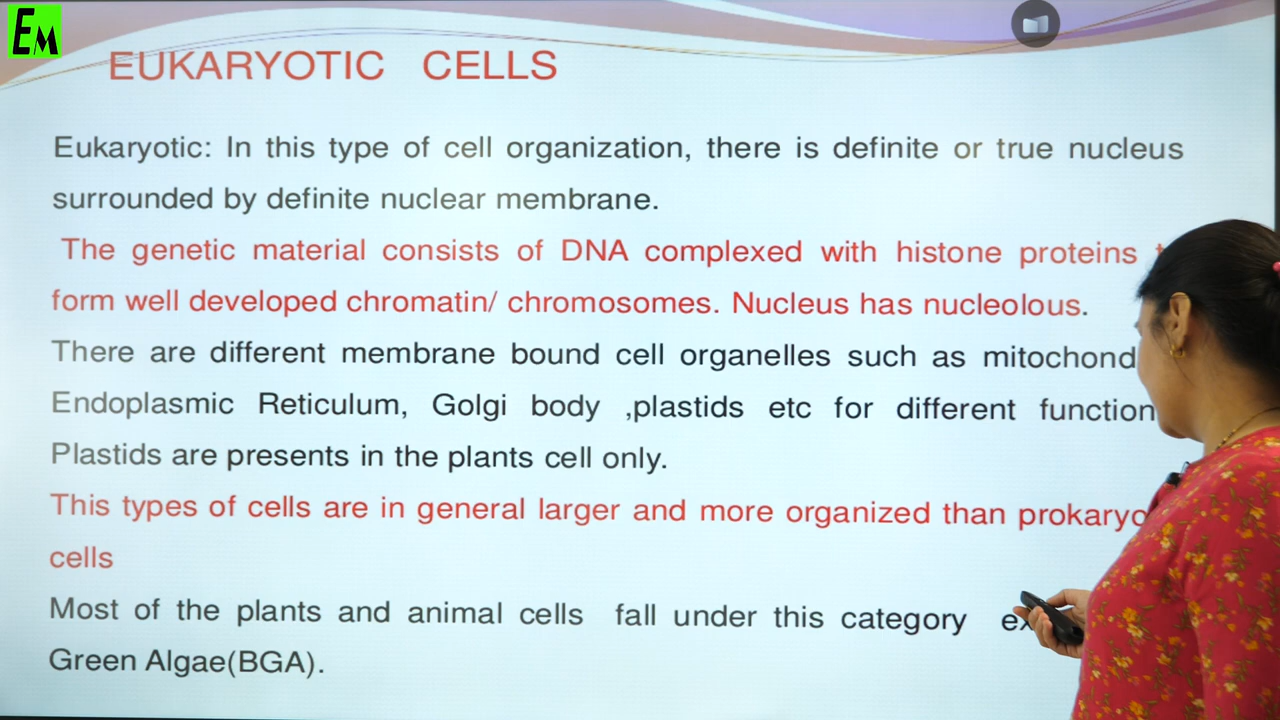 EM
EUKARYOTIC CELLS
Eukaryotic: In this type of cell organization, there is definite or true nucleus
surrounded by definite nuclear membrane.
The genetic material consists of DNA complexed with histone proteins
form well developed chromatin/ chromosomes. Nucleus has nucleolous.
There are different membrane bound cell organelles such as
Endoplasmic Reticulum, Golgi body ,plastids etc for different
Plastids are presents in the plants cell only.
This types of cells are in general larger and more organized than
cells
Most of the plants and animal cells fall under this category
Green Algae(BGA).